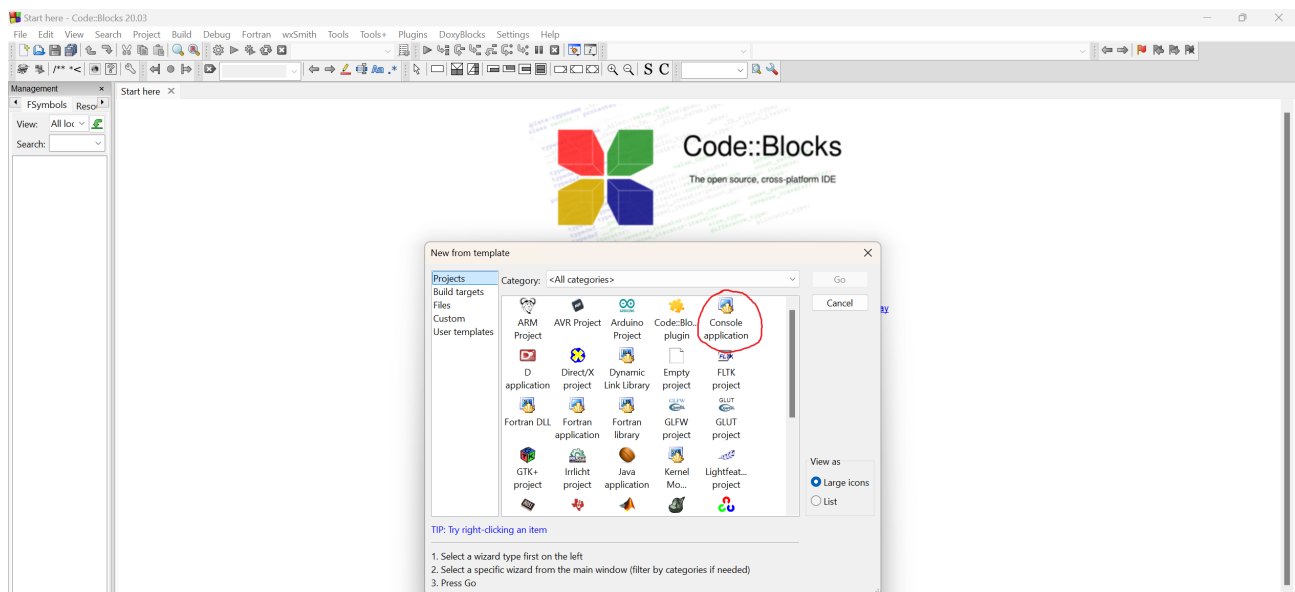 Start here - Code::Blocks 20.03
File Edit View Search Project Build Debug Fortran wxSmith Tools Tools+ Plugins DoxyBlocks Settings Help
/** *<
S C
Management
Start here
FSymbols Resou
View: All loc
Search:
Code::Blocks
The open source, cross-platform IDE
New from template
Projects
Build targets
Files
Custom
User templates
Category: <All categories>
Go
Cancel
ay
ARM Project
AVR Project
Arduino Project
Code::Blo... plugin
Console application
D application
Direct/X project
Dynamic Link Library
Empty project
FLTK project
Fortran DLL
Fortran application
Fortran library
GLFW project
GLUT project
GTK+ project
Irrlicht project
Java application
Kernel Mo...
Lightfeat... project
View as
Large icons
List
TIP: Try right-clicking an item
1. Select a wizard type first on the left
2. Select a specific wizard from the main window (filter by categories if needed)
3. Press Go